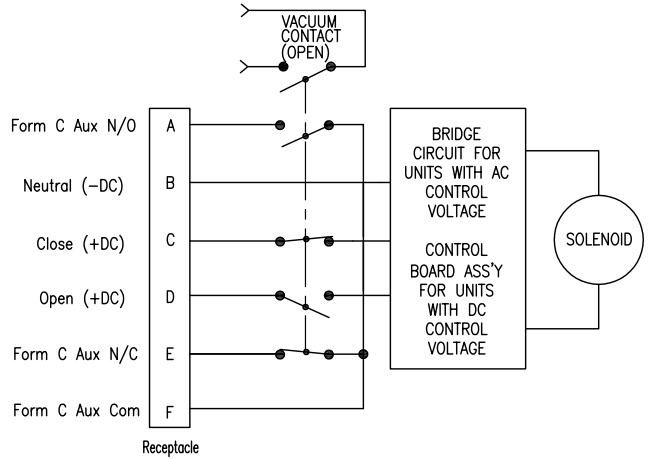 VACUUM
CONTACT
(OPEN)
Form C Aux N/O
A
Neutral (-DC)
B
Close (+DC)
C
Open (+DC)
D
Form C Aux N/C
E
Form C Aux Com
F
Receptacle
BRIDGE
CIRCUIT FOR
UNITS WITH AC
CONTROL
VOLTAGE
CONTROL
BOARD ASS'Y
FOR UNITS
WITH DC
CONTROL
VOLTAGE
SOLENOID